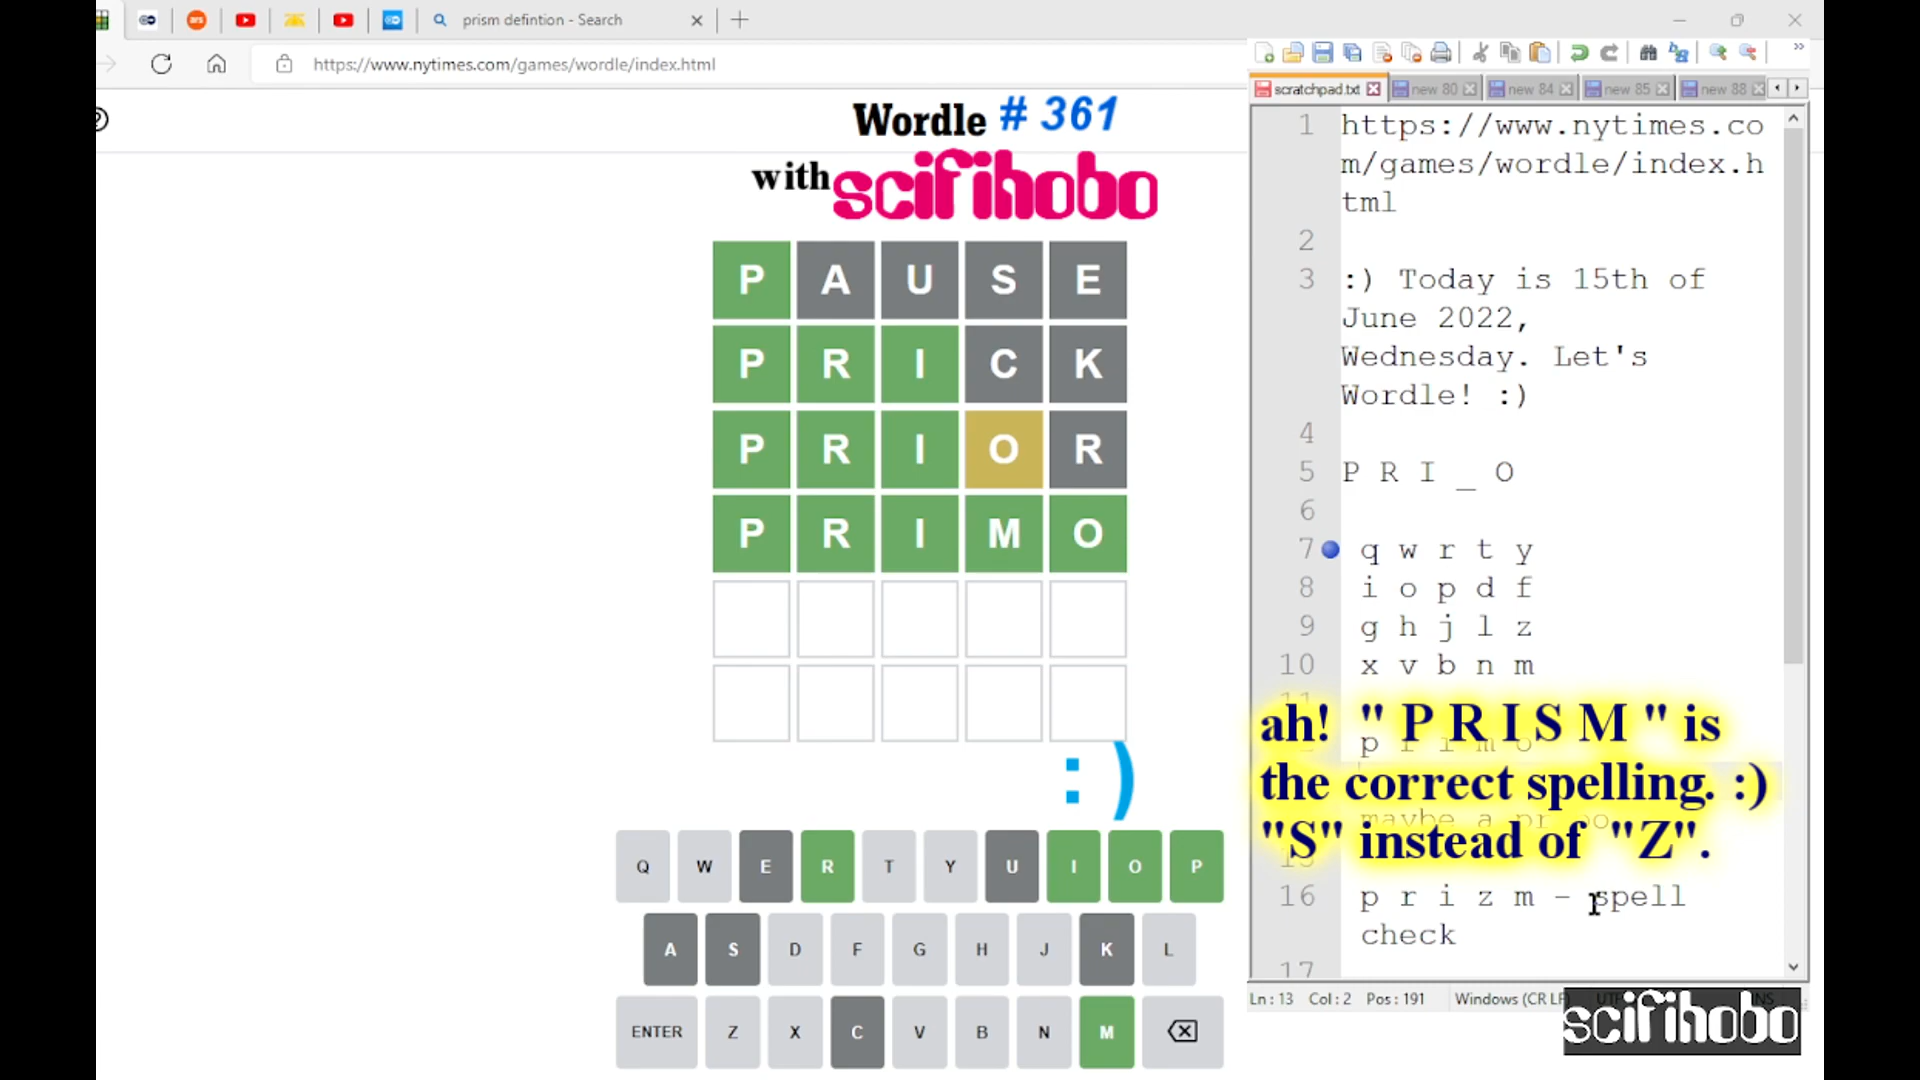 prism defintion - Search
https://www.nytimes.com/games/wordle/index.html
scratchpad.txt
new 80
new 84
new 85
new 88
Wordle # 361
with scifihobo
P A U S E
P R I C K
P R I O R
P R I M O
:)
Q W E R T Y U I O P
A S D F G H J K L
ENTER Z X C V B N M
1 https://www.nytimes.co
m/games/wordle/index.h
tml
2
3 :) Today is 15th of
June 2022,
Wednesday. Let's
Wordle! :)
4
5 P R I _ O
6
7 q w r t y
8 i o p d f
9 g h j l z
10 x v b n m
ah! " P R I S M " is
p r i m o
the correct spelling. :)
"S" instead of "Z".
16 p r i z m - spell
check
17
Ln : 13 Col : 2 Pos : 191 Windows (CR LF)
scifihobo